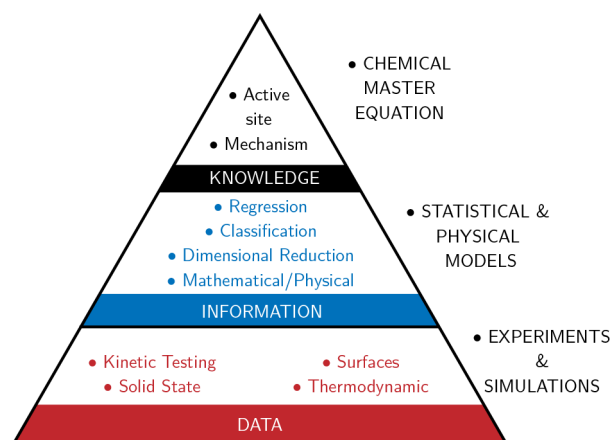 ● CHEMICAL
MASTER
EQUATION
● Active
site
● Mechanism
KNOWLEDGE
● Regression
● Classification
● Dimensional Reduction
● Mathematical/Physical
● STATISTICAL &
PHYSICAL
MODELS
INFORMATION
● EXPERIMENTS
&
SIMULATIONS
● Kinetic Testing
● Solid State
● Surfaces
● Thermodynamic
DATA